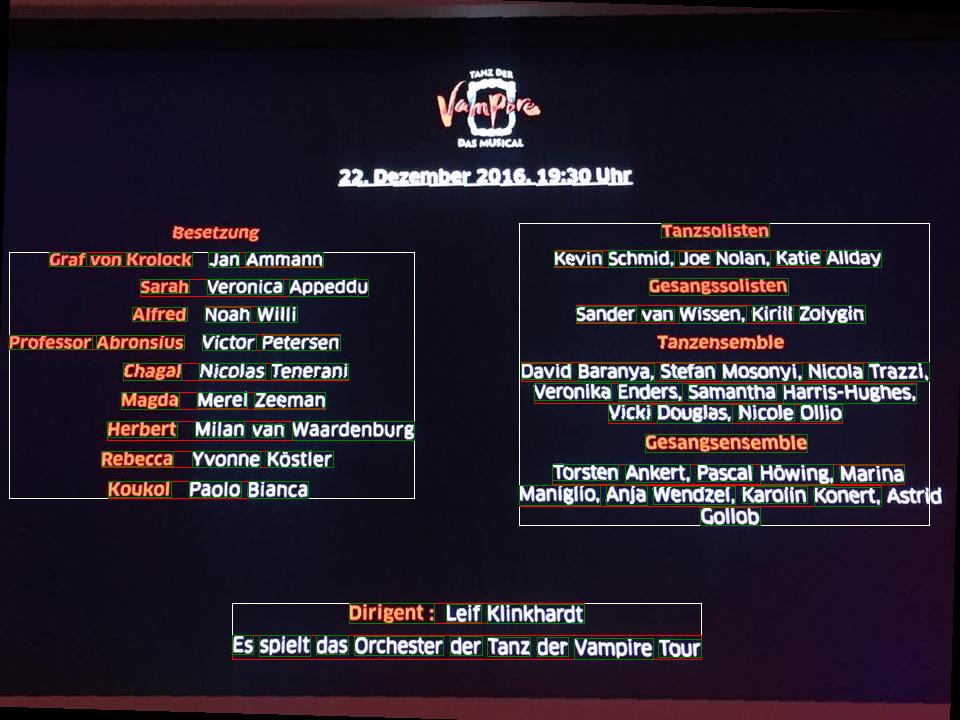 TANZ DER
Vampire
DAS MUSICAL
22. Dezember 2016, 19:30 Uhr
Besetzung
Graf von Krolock Jan Ammann
Sarah Veronica Appeddu
Alfred Noah Willi
Professor Abronsius Victor Petersen
Chagal Nicolas Tenerani
Magda Merel Zeeman
Herbert Milan van Waardenburg
Rebecca Yvonne Köstler
Koukol Paolo Bianca
Tanzsolisten
Kevin Schmid, Joe Nolan, Katie Allday
Gesangssolisten
Sander van Wissen, Kirill Zolygin
Tanzensemble
David Baranya, Stefan Mosonyi, Nicola Trazzi,
Veronika Enders, Samantha Harris-Hughes,
Vicki Douglas, Nicole Ollio
Gesangsensemble
Torsten Ankert, Pascal Höwing, Marina
Maniglio, Anja Wendzel, Karolin Konert, Astrid
Gollob
Dirigent : Leif Klinkhardt
Es spielt das Orchester der Tanz der Vampire Tour